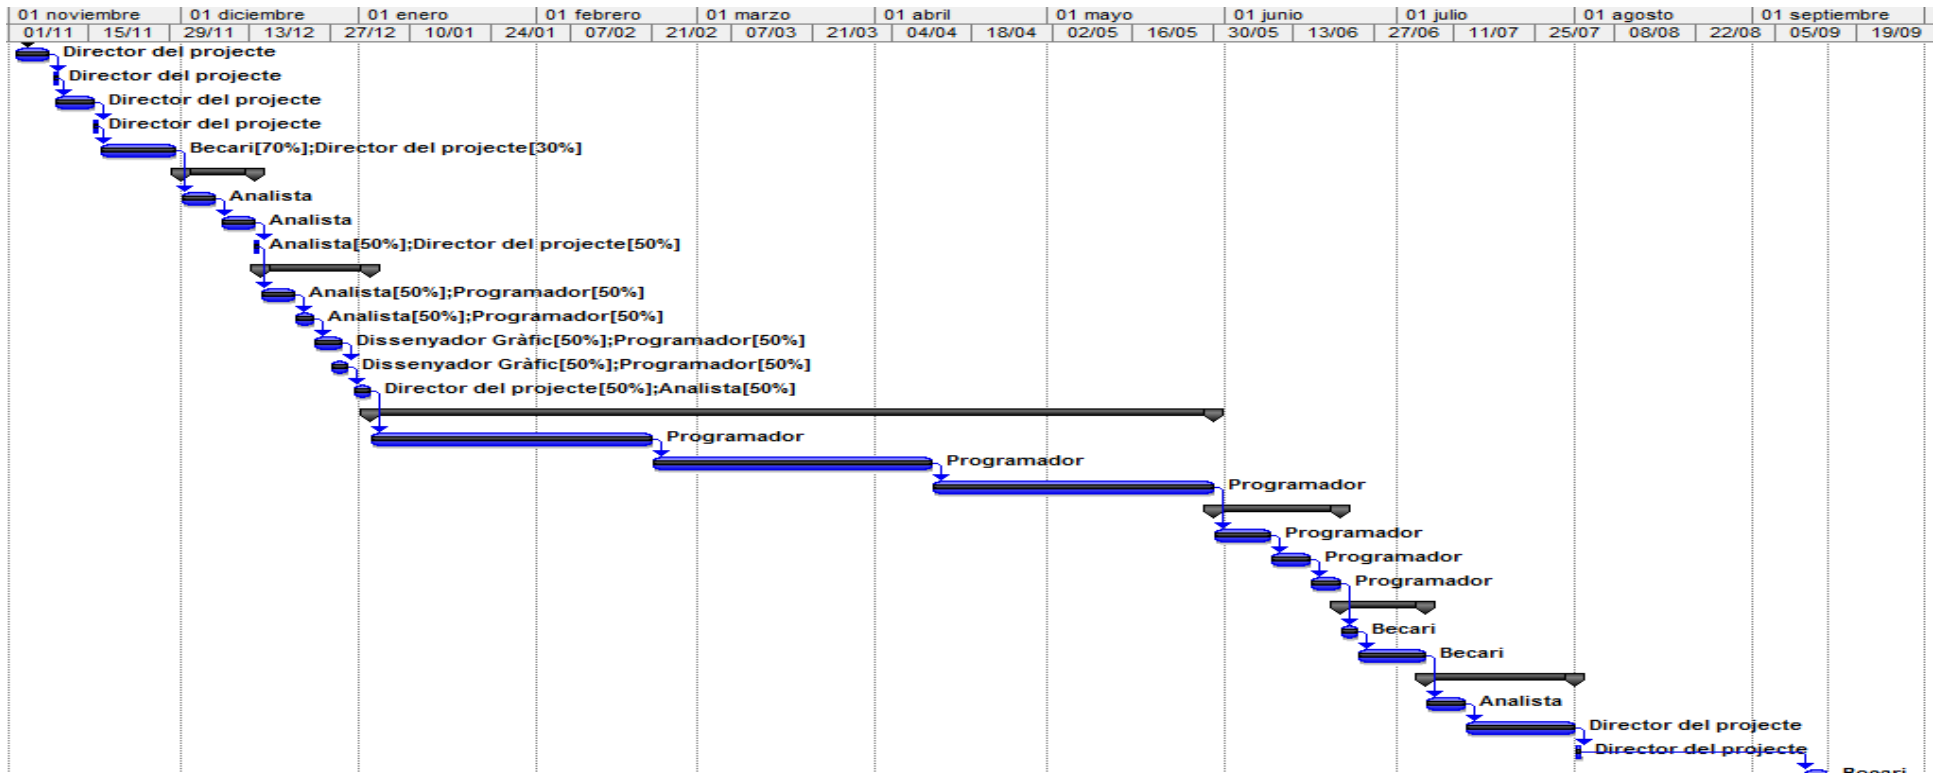 01 noviembre 01 diciembre 01 enero 01 febrero 01 marzo 01 abril 01 mayo 01 junio 01 julio 01 agosto 01 septiembre
01/11 15/11 29/11 13/12 27/12 10/01 24/01 07/02 21/02 07/03 21/03 04/04 18/04 02/05 16/05 30/05 13/06 27/06 11/07 25/07 08/08 22/08 05/09 19/09
Director del projecte
Director del projecte
Director del projecte
Director del projecte
Becari[70%];Director del projecte[30%]
Analista
Analista
Analista[50%];Director del projecte[50%]
Analista[50%];Programador[50%]
Analista[50%];Programador[50%]
Dissenyador Gràfic[50%];Programador[50%]
Dissenyador Gràfic[50%];Programador[50%]
Director del projecte[50%];Analista[50%]
Programador
Programador
Programador
Programador
Programador
Programador
Becari
Becari
Analista
Director del projecte
Director del projecte
Becari